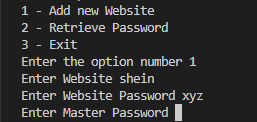 1 - Add new Website
2 - Retrieve Password
3 - Exit
Enter the option number 1
Enter Website shein
Enter Website Password xyz
Enter Master Password